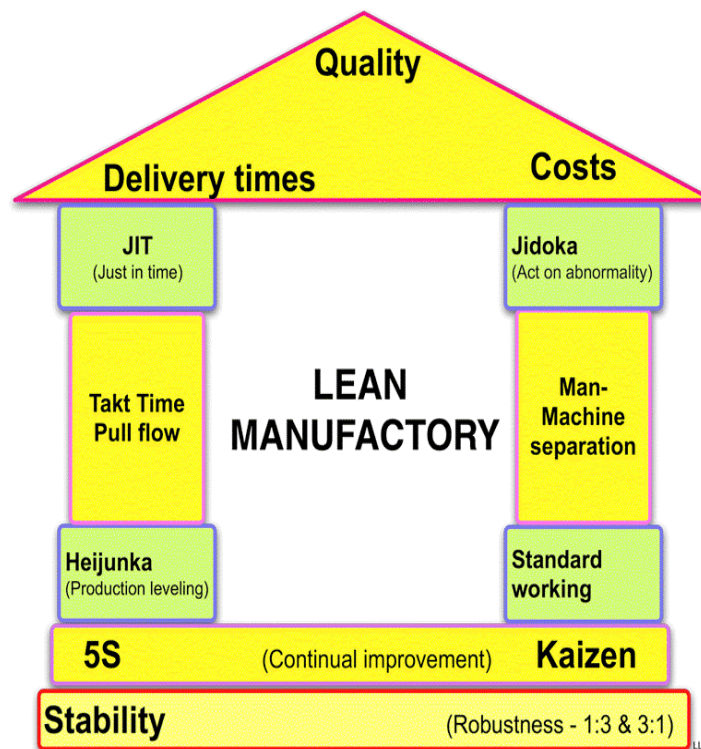 Quality
Delivery times
Costs
JIT
(Just in time)
Jidoka
(Act on abnormality)
Takt Time
Pull flow
LEAN
MANUFACTORY
Man-
Machine
separation
Heijunka
(Production leveling)
Standard
working
5S (Continual improvement) Kaizen
Stability (Robustness - 1:3 & 3:1)